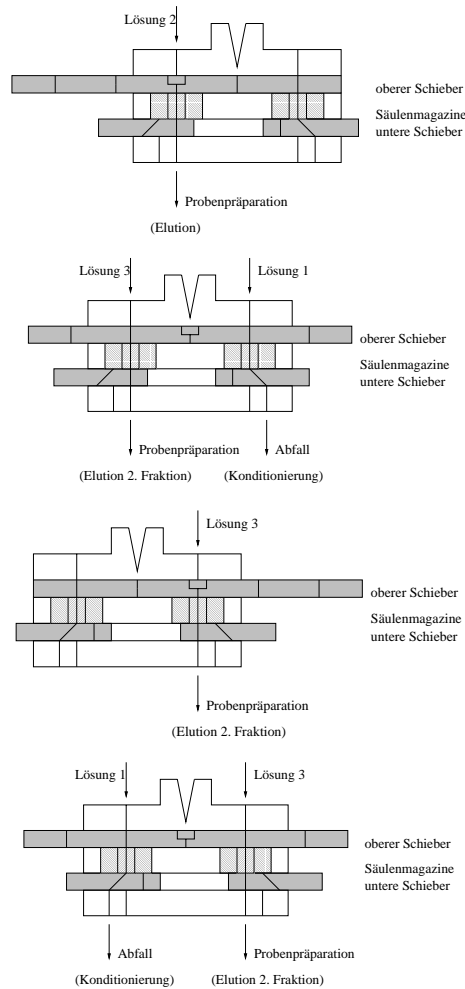 Lösung 2
oberer Schieber
Säulenmagazine
untere Schieber
Probenpräparation
(Elution)
Lösung 3 Lösung 1
oberer Schieber
Säulenmagazine
untere Schieber
Probenpräparation Abfall
(Elution 2. Fraktion) (Konditionierung)
Lösung 3
oberer Schieber
Säulenmagazine
untere Schieber
Probenpräparation
(Elution 2. Fraktion)
Lösung 1 Lösung 3
oberer Schieber
Säulenmagazine
untere Schieber
Abfall Probenpräparation
(Konditionierung) (Elution 2. Fraktion)